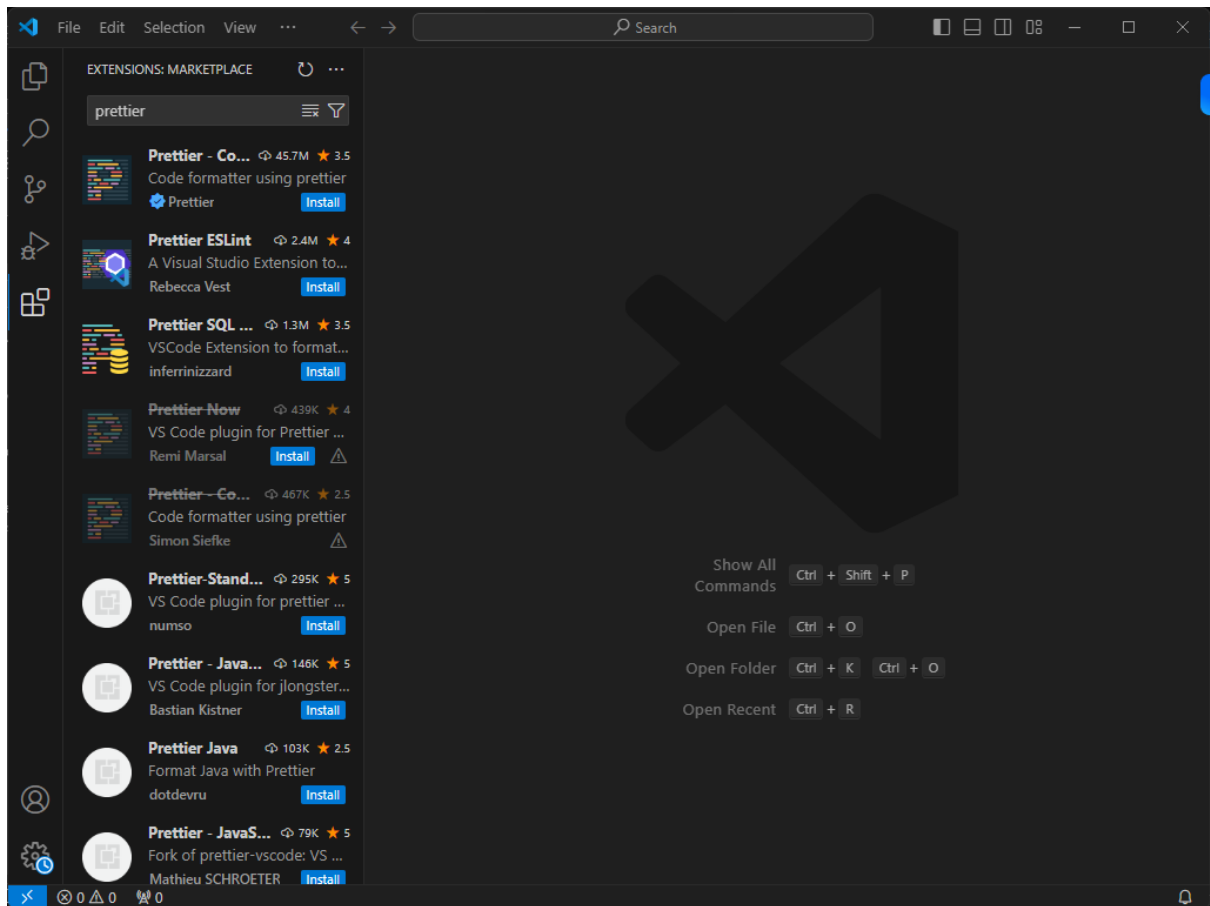 File Edit Selection View ··· Search
EXTENSIONS: MARKETPLACE
prettier
Prettier - Co... 45.7M ★ 3.5
Code formatter using prettier
Prettier Install
Prettier ESLint 2.4M ★ 4
A Visual Studio Extension to...
Rebecca Vest Install
Prettier SQL ... 1.3M ★ 3.5
VSCode Extension to format...
inferrinizzard Install
Prettier Now 439K ★ 4
VS Code plugin for Prettier ...
Remi Marsal Install
Prettier - Co... 467K ★ 2.5
Code formatter using prettier
Simon Siefke
Prettier-Stand... 295K ★ 5
VS Code plugin for prettier ...
numso Install
Prettier - Java... 146K ★ 5
VS Code plugin for jlongster...
Bastian Kistner Install
Prettier Java 103K ★ 2.5
Format Java with Prettier
dotdevru Install
Prettier - JavaS... 79K ★ 5
Fork of prettier-vscode: VS ...
Mathieu SCHROETER Install
Show All
Commands Ctrl + Shift + P
Open File Ctrl + O
Open Folder Ctrl + K Ctrl + O
Open Recent Ctrl + R
0 0 0